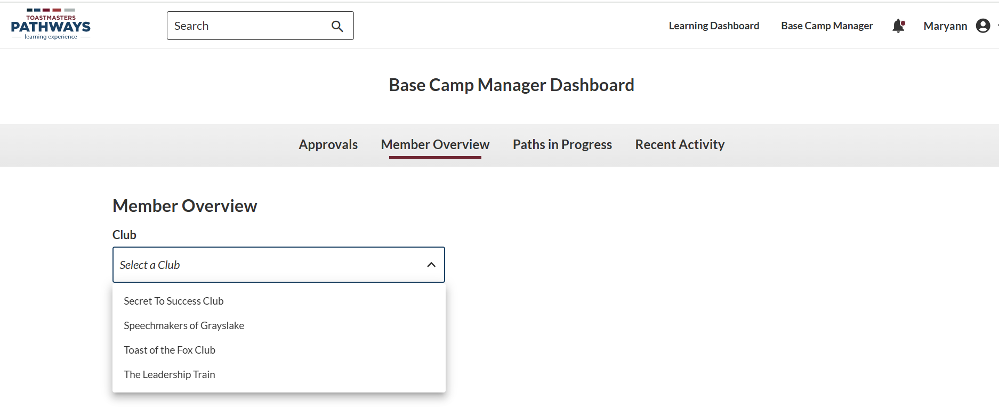 TOASTMASTERS
PATHWAYS
learning experience
Search
Learning Dashboard
Base Camp Manager
Maryann
Base Camp Manager Dashboard
Approvals
Member Overview
Paths in Progress
Recent Activity
Member Overview
Club
Select a Club
Secret To Success Club
Speechmakers of Grayslake
Toast of the Fox Club
The Leadership Train